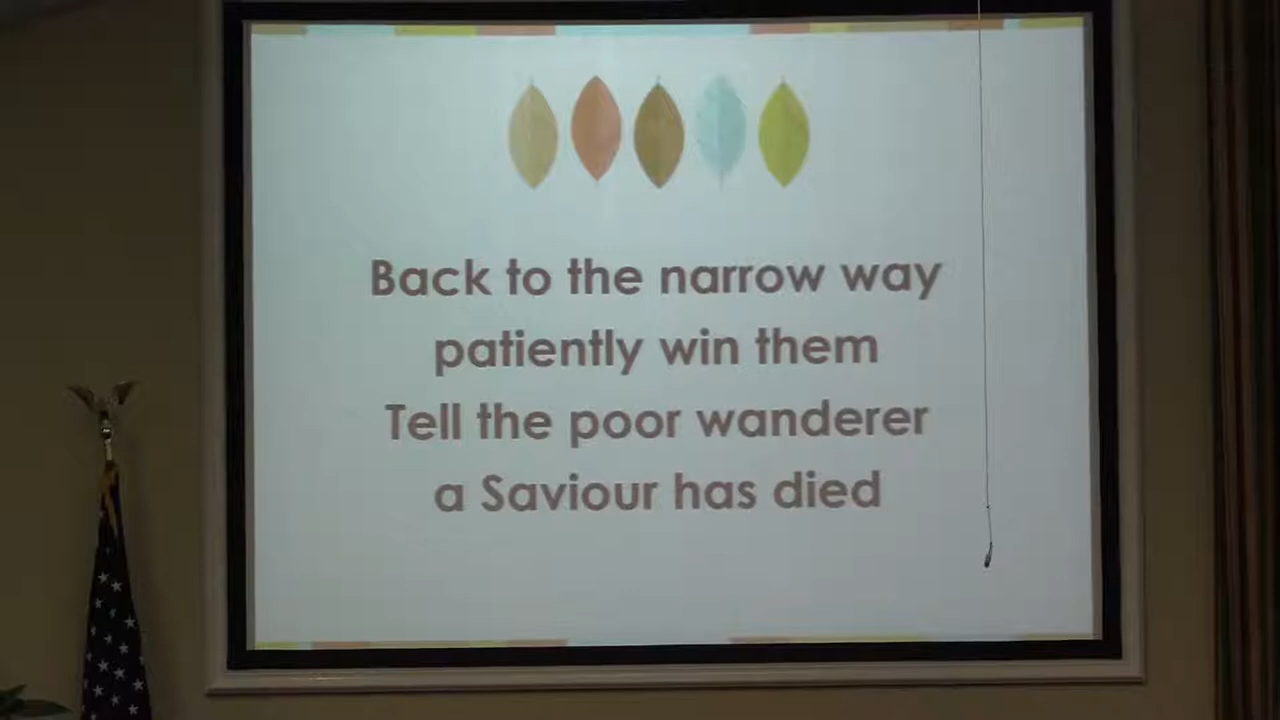 Back to the narrow way
patiently win them
Tell the poor wanderer
a Saviour has died